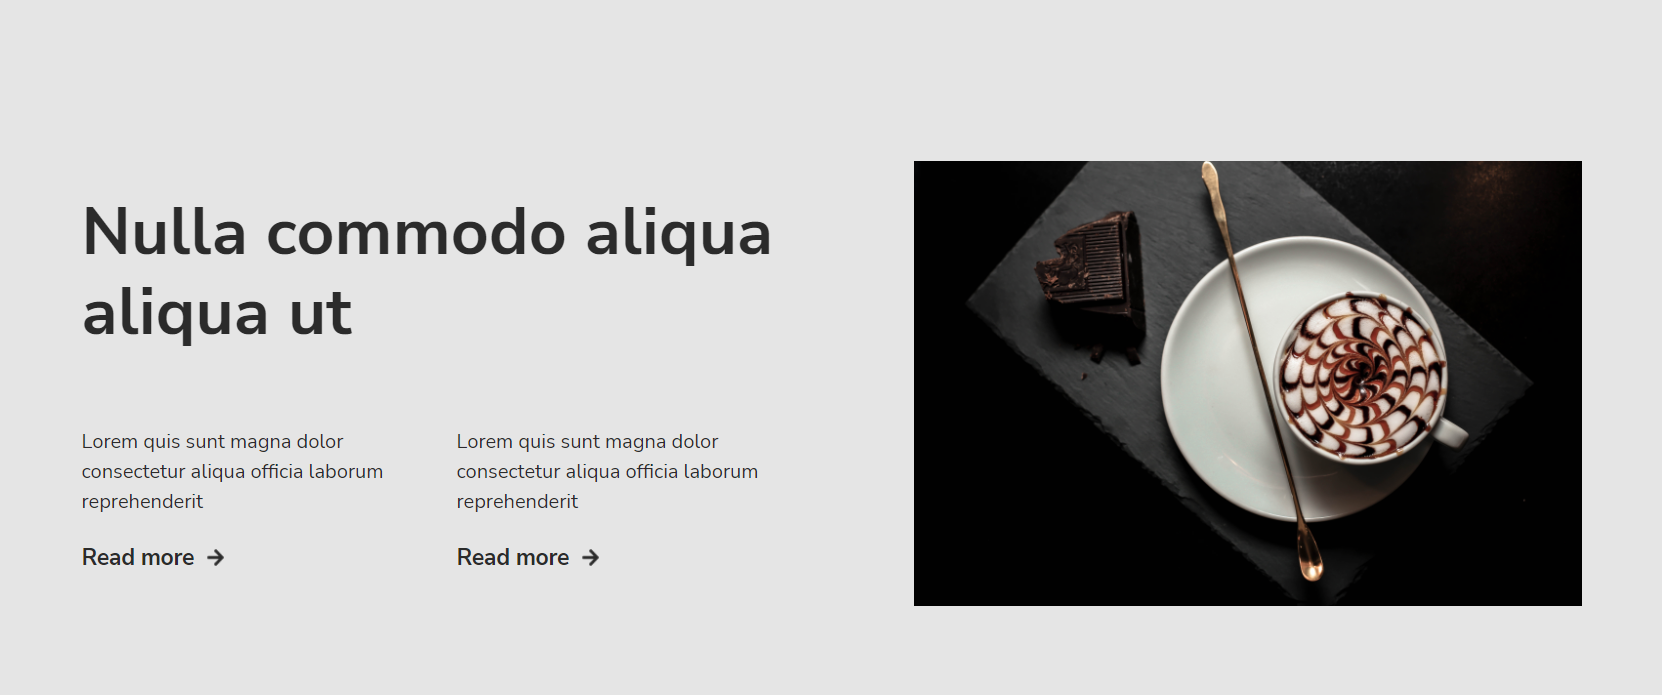 Nulla commodo aliqua
aliqua ut
Lorem quis sunt magna dolor
consectetur aliqua officia laborum
reprehenderit
Read more →
Lorem quis sunt magna dolor
consectetur aliqua officia laborum
reprehenderit
Read more →